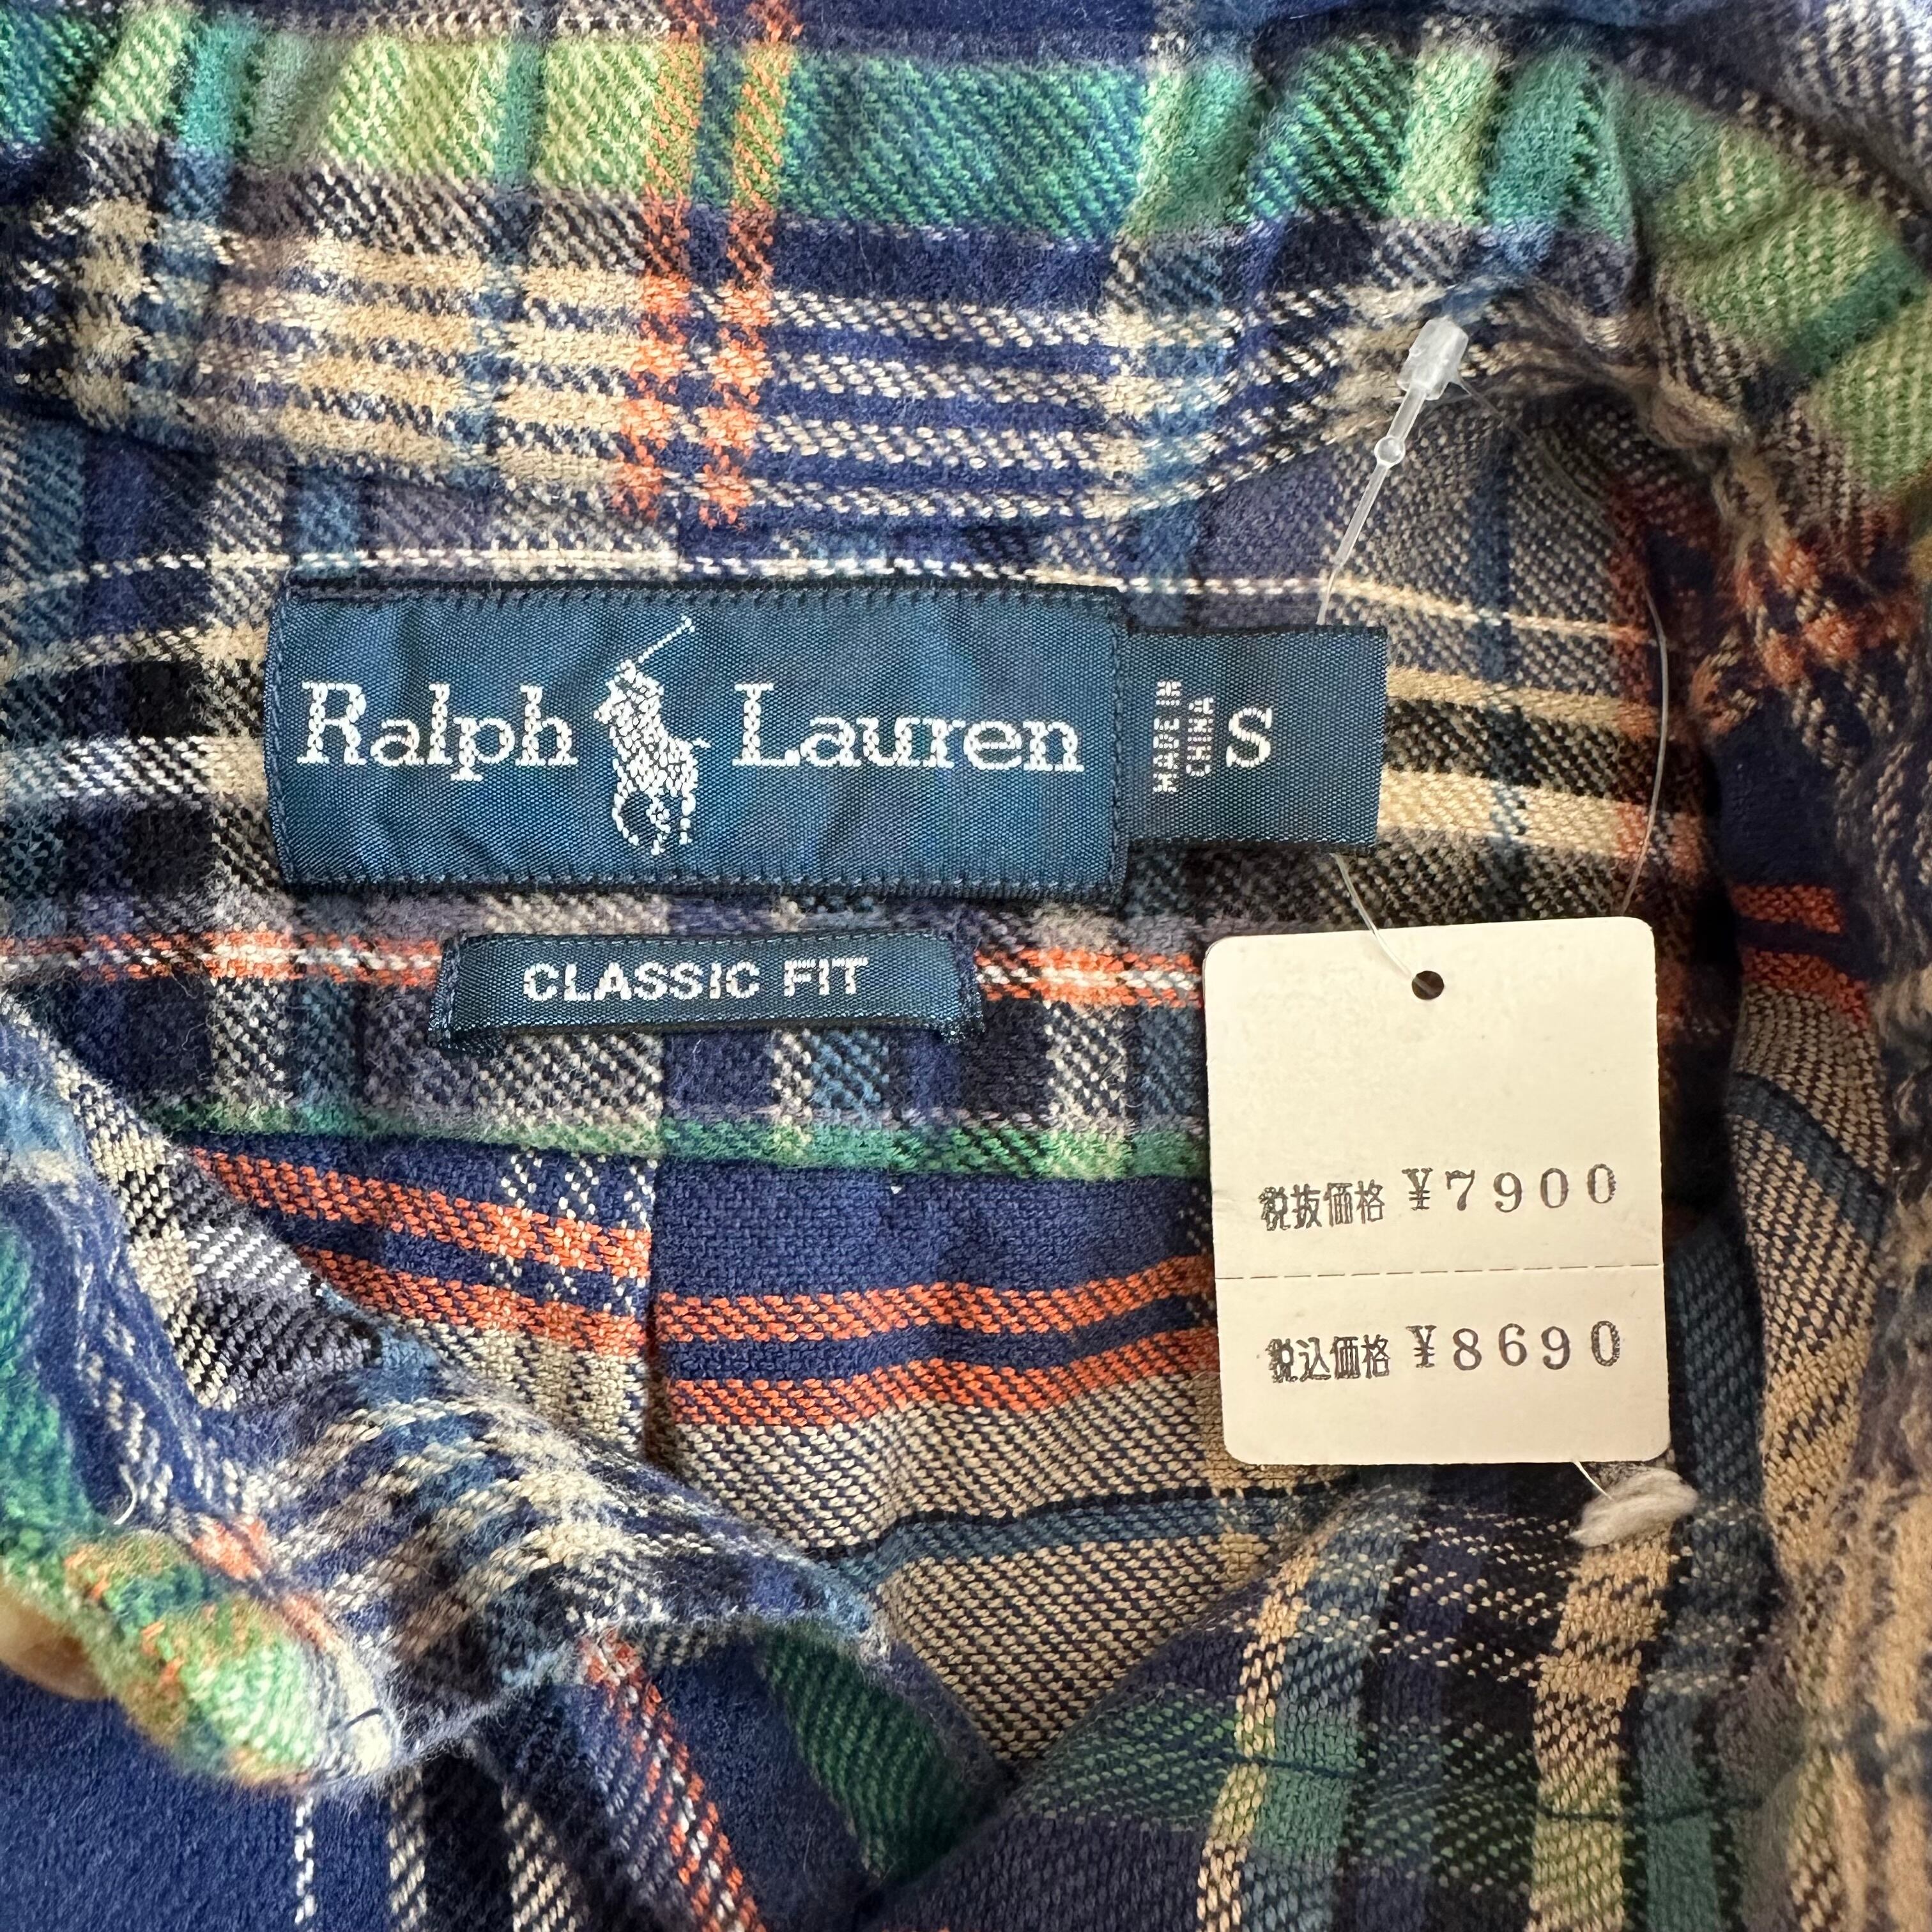 Ralph Lauren
MADE IN
CHINA
S
CLASSIC FIT
税抜価格 ¥7900
税込価格 ¥8690